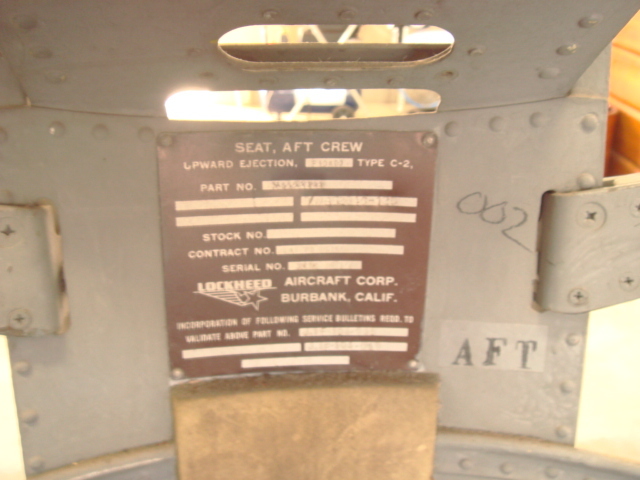 SEAT, AFT CREW
UPWARD EJECTION, TYPE C-2,
PART NO.
STOCK NO.
CONTRACT NO.
SERIAL NO.
LOCKHEED AIRCRAFT CORP.
BURBANK, CALIF.
INCORPORATION OF FOLLOWING SERVICE BULLETINS REQD. TO
VALIDATE ABOVE PART NO.
002
AFT